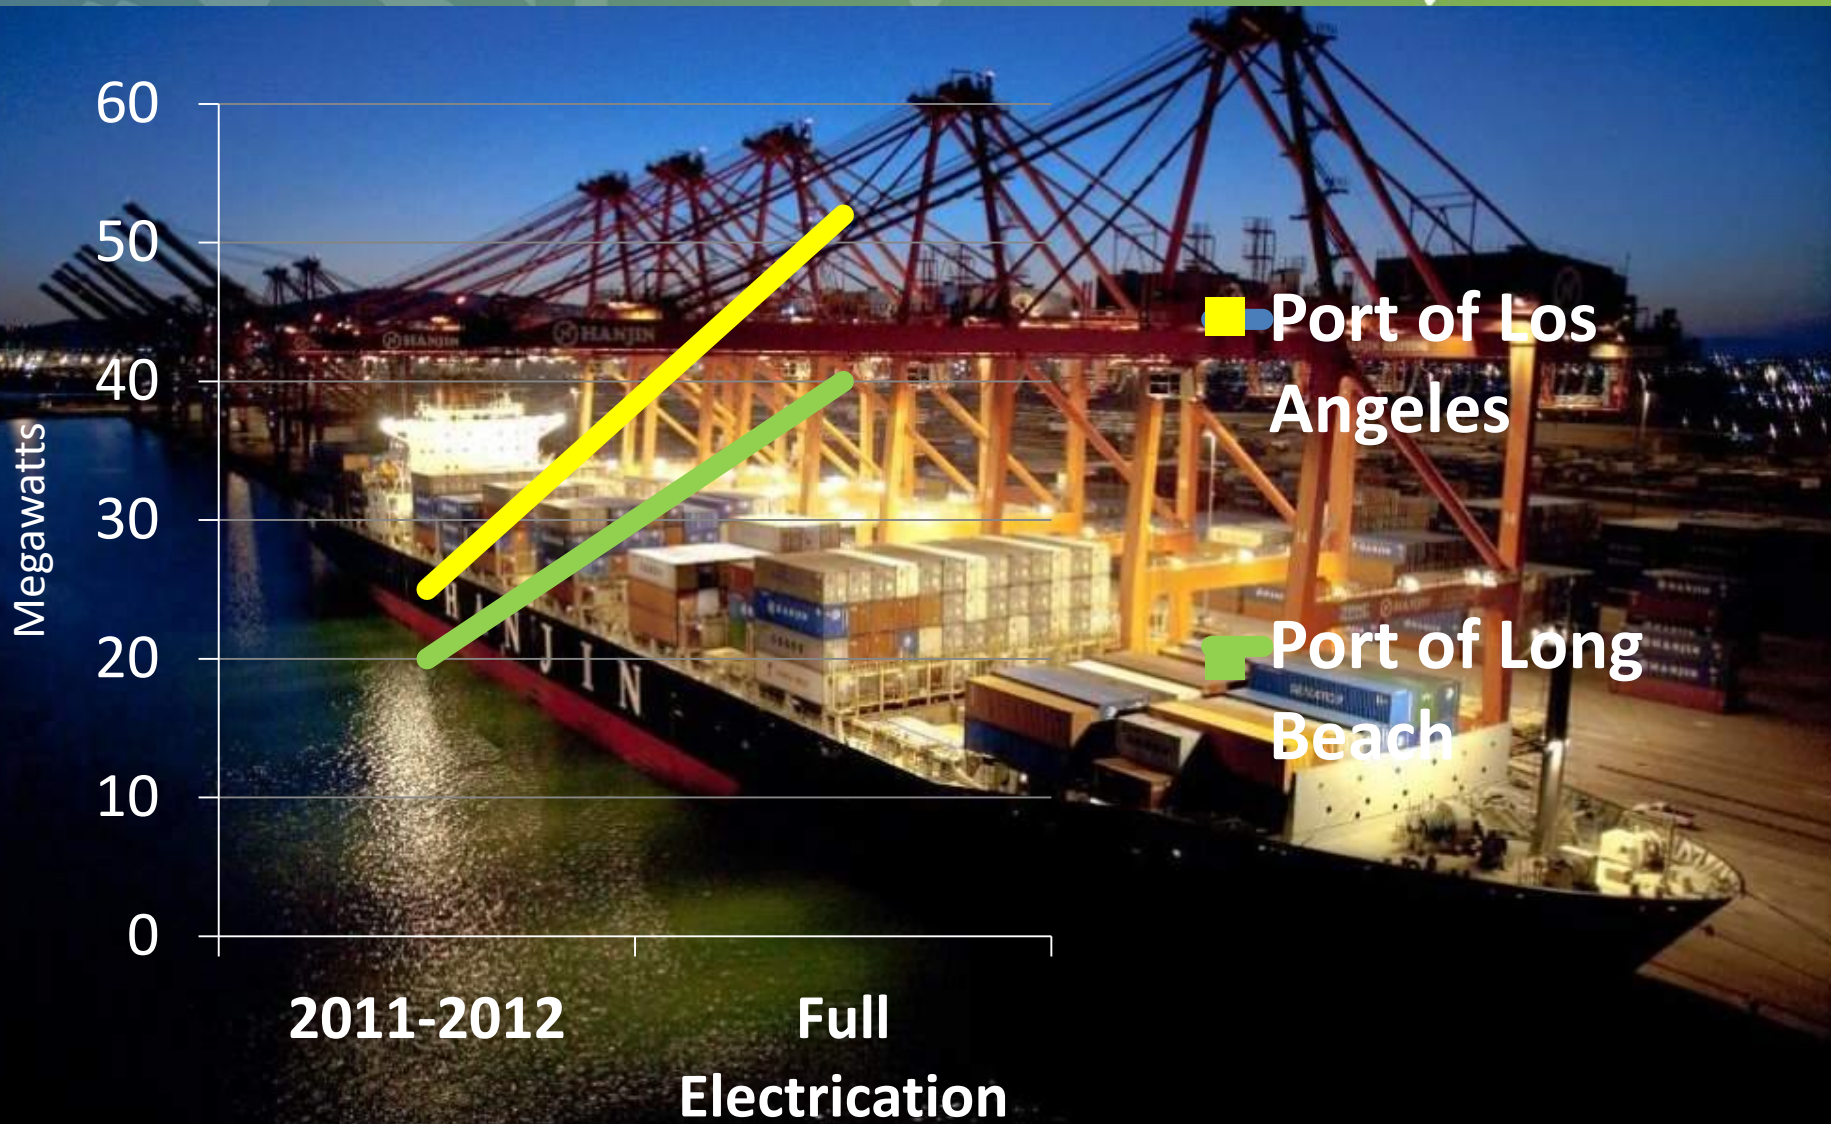 60
50
40
30
20
10
0
Megawatts
2011-2012
Full
Electrication
Port of Los
Angeles
Port of Long
Beach
HANJIN
HANJIN
HANJIN